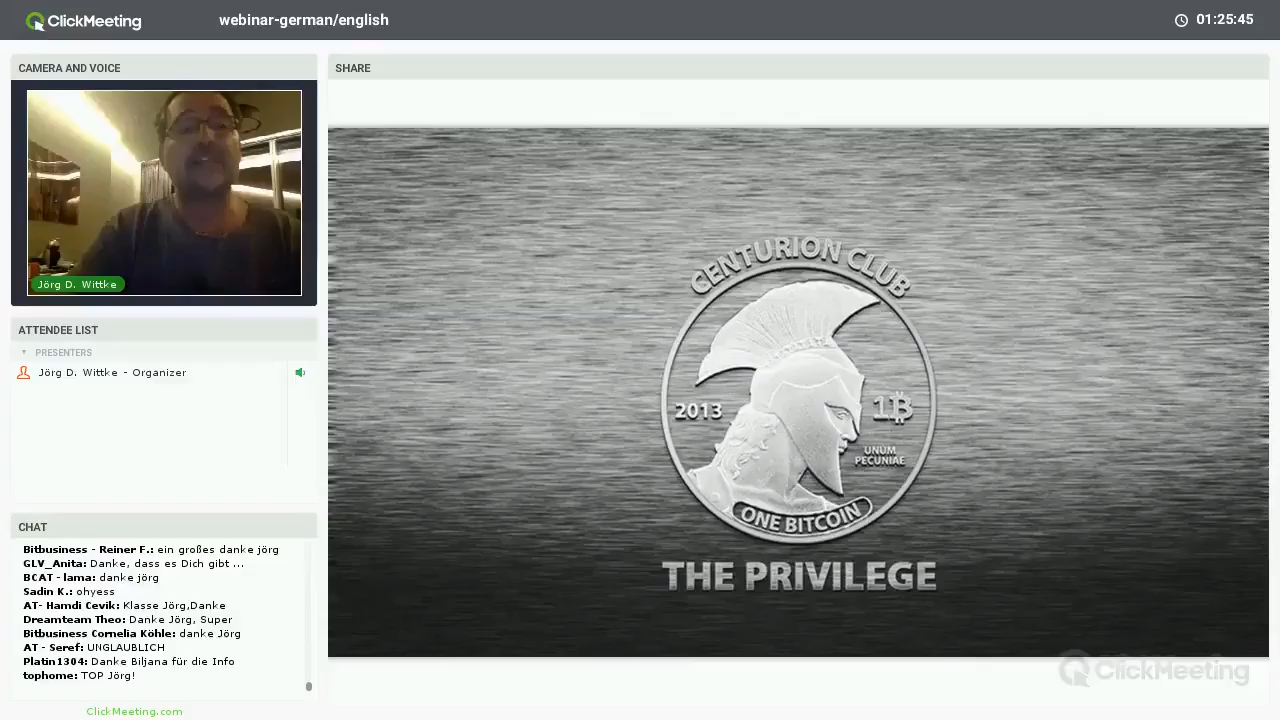 ClickMeeting
webinar-german/english
01:25:45
CAMERA AND VOICE
Jörg D. Wittke
ATTENDEE LIST
PRESENTERS
Jörg D. Wittke - Organizer
CHAT
Bitbusiness - Reiner F.: ein großes danke jörg
GLV_Anita: Danke, dass es Dich gibt ...
BCAT - lama: danke jörg
Sadin K.: ohyess
AT- Hamdi Cevik: Klasse Jörg,Danke
Dreamteam Theo: Danke Jörg, Super
Bitbusiness Cornelia Köhle: danke Jörg
AT - Seref: UNGLAUBLICH
Platin1304: Danke Biljana für die Info
tophome: TOP Jörg!
ClickMeeting.com
SHARE
CENTURION CLUB
2013
1₿
UNUM
PECUNIAE
ONE BITCOIN
THE PRIVILEGE
ClickMeeting